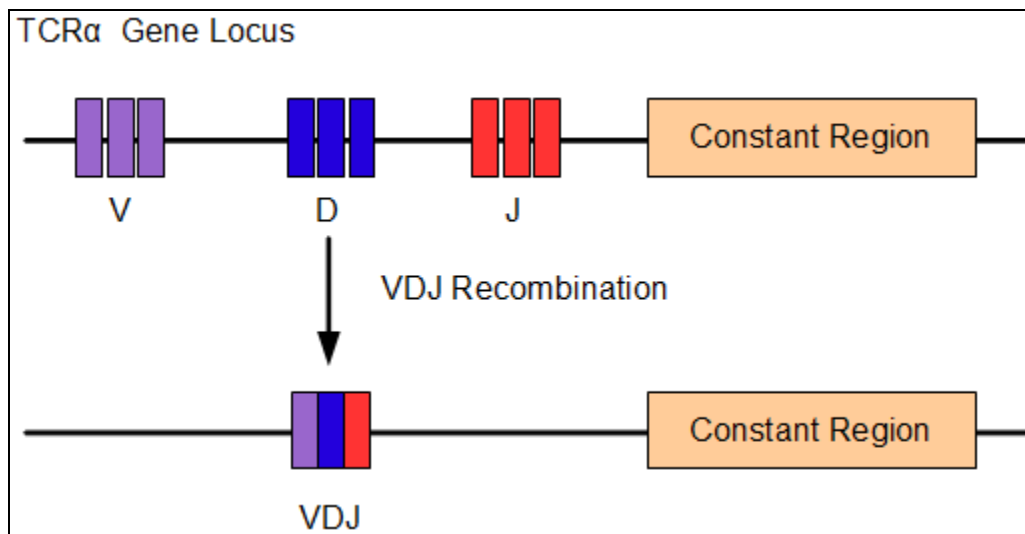 TCRα Gene Locus
Constant Region
V
D
J
VDJ Recombination
Constant Region
VDJ